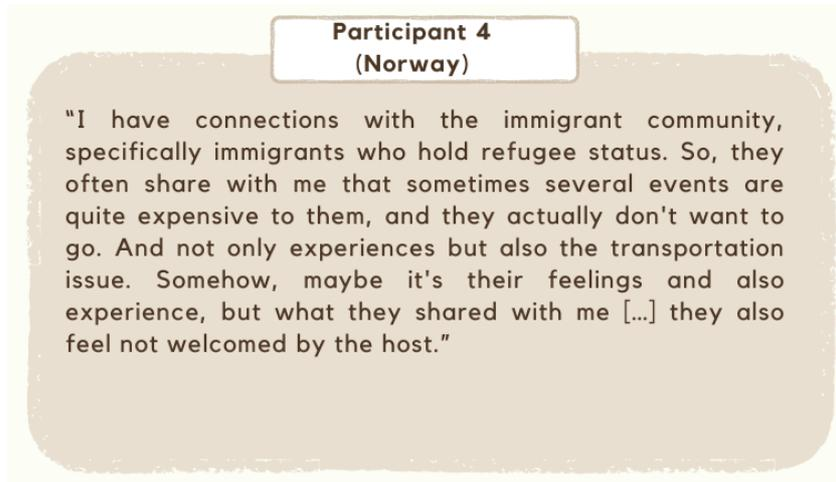 Participant 4
(Norway)
“I have connections with the immigrant community,
specifically immigrants who hold refugee status. So, they
often share with me that sometimes several events are
quite expensive to them, and they actually don't want to
go. And not only experiences but also the transportation
issue. Somehow, maybe it's their feelings and also
experience, but what they shared with me [...] they also
feel not welcomed by the host.”